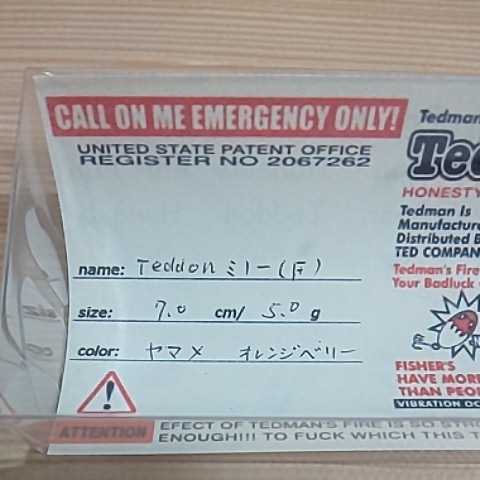 CALL ON ME EMERGENCY ONLY!
UNITED STATE PATENT OFFICE
REGISTER NO 2067262
name: Teddon ミノー(F)
size: 7.0 cm/ 5.0 g
color: ヤマメ オレンジベリー
ATTENTION
EFECT OF TEDMAN'S FIRE IS SO
ENOUGH!!! TO FUCK WHICH THIS
Tedman
Ted
HONESTY
Tedman Is
Manufactur
Distributed B
TED COMPAN
Tedman's Fire
Your Badluck
FISHER'S
HAVE MORE
THAN PEO
VIBRATION OC